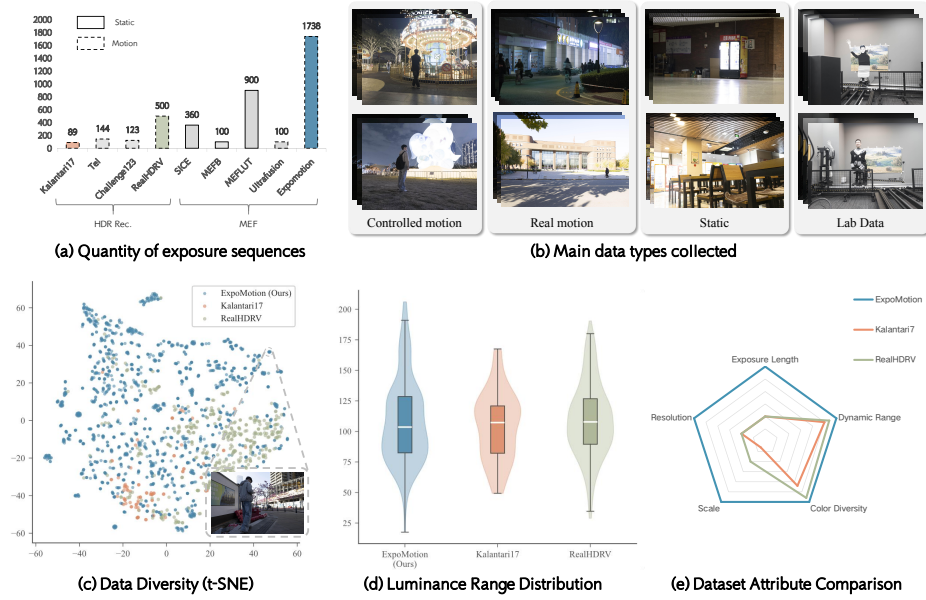 2000
1800
1600
1400
1200
1000
800
600
400
200
0
Static
Motion
89
144
123
500
360
100
900
100
1738
Kalantari17
Tel
Challenge123
RealHDRV
SICE
MEFB
MEFLUT
Ultrafusion
Expomotion
HDR Rec.
MEF
(a) Quantity of exposure sequences
Controlled motion
Real motion
Static
Lab Data
(b) Main data types collected
ExpoMotion (Ours)
Kalantari17
RealHDRV
60
40
20
0
−20
−40
−60
−60
−40
−20
0
20
40
60
(c) Data Diversity (t-SNE)
200
175
150
125
100
75
50
25
ExpoMotion
(Ours)
Kalantari17
RealHDRV
(d) Luminance Range Distribution
ExpoMotion
Kalantari7
RealHDRV
Exposure Length
Resolution
Dynamic Range
Scale
Color Diversity
(e) Dataset Attribute Comparison